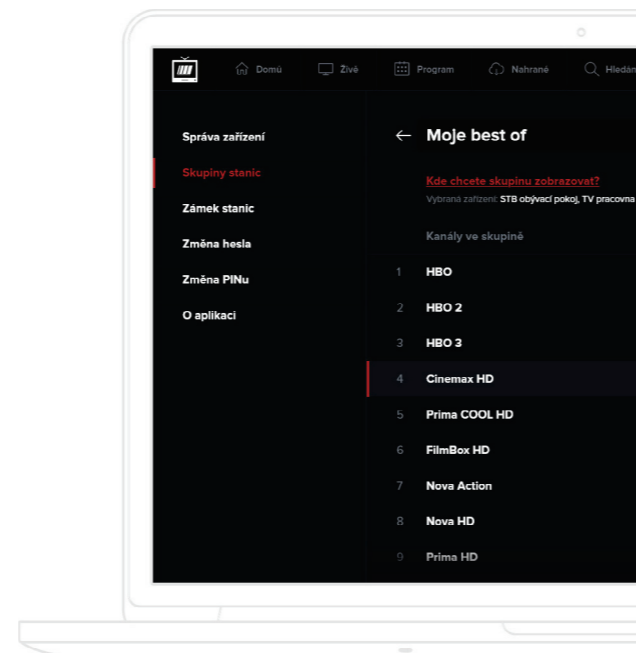 Domů Živě Program Nahrané Hledán
Správa zařízení
Skupiny stanic
Zámek stanic
Změna hesla
Změna PINu
O aplikaci
← Moje best of
Kde chcete skupinu zobrazovat?
Vybraná zařízení: STB obývací pokoj, TV pracovna
Kanály ve skupině
1 HBO
2 HBO 2
3 HBO 3
4 Cinemax HD
5 Prima COOL HD
6 FilmBox HD
7 Nova Action
8 Nova HD
9 Prima HD